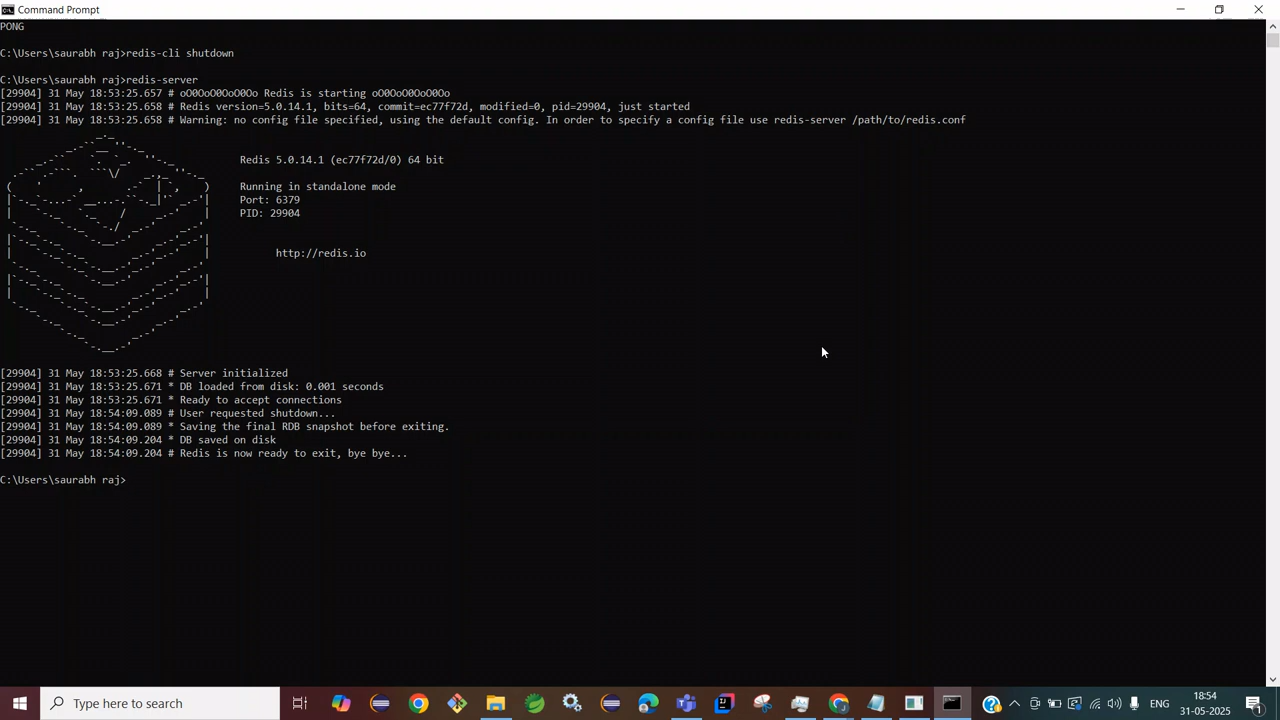 Command Prompt
PONG
C:\Users\saurabh raj>redis-cli shutdown
C:\Users\saurabh raj>redis-server
[29904] 31 May 18:53:25.657 # oO0OoO0OoO0Oo Redis is starting oO0OoO0OoO0Oo
[29904] 31 May 18:53:25.658 # Redis version=5.0.14.1, bits=64, commit=ec77f72d, modified=0, pid=29904, just started
[29904] 31 May 18:53:25.658 # Warning: no config file specified, using the default config. In order to specify a config file use redis-server /path/to/redis.conf
Redis 5.0.14.1 (ec77f72d/0) 64 bit
Running in standalone mode
Port: 6379
PID: 29904
http://redis.io
[29904] 31 May 18:53:25.668 # Server initialized
[29904] 31 May 18:53:25.671 * DB loaded from disk: 0.001 seconds
[29904] 31 May 18:53:25.671 * Ready to accept connections
[29904] 31 May 18:54:09.089 # User requested shutdown...
[29904] 31 May 18:54:09.089 * Saving the final RDB snapshot before exiting.
[29904] 31 May 18:54:09.204 * DB saved on disk
[29904] 31 May 18:54:09.204 # Redis is now ready to exit, bye bye...
C:\Users\saurabh raj>
Type here to search
ENG
18:54
31-05-2025